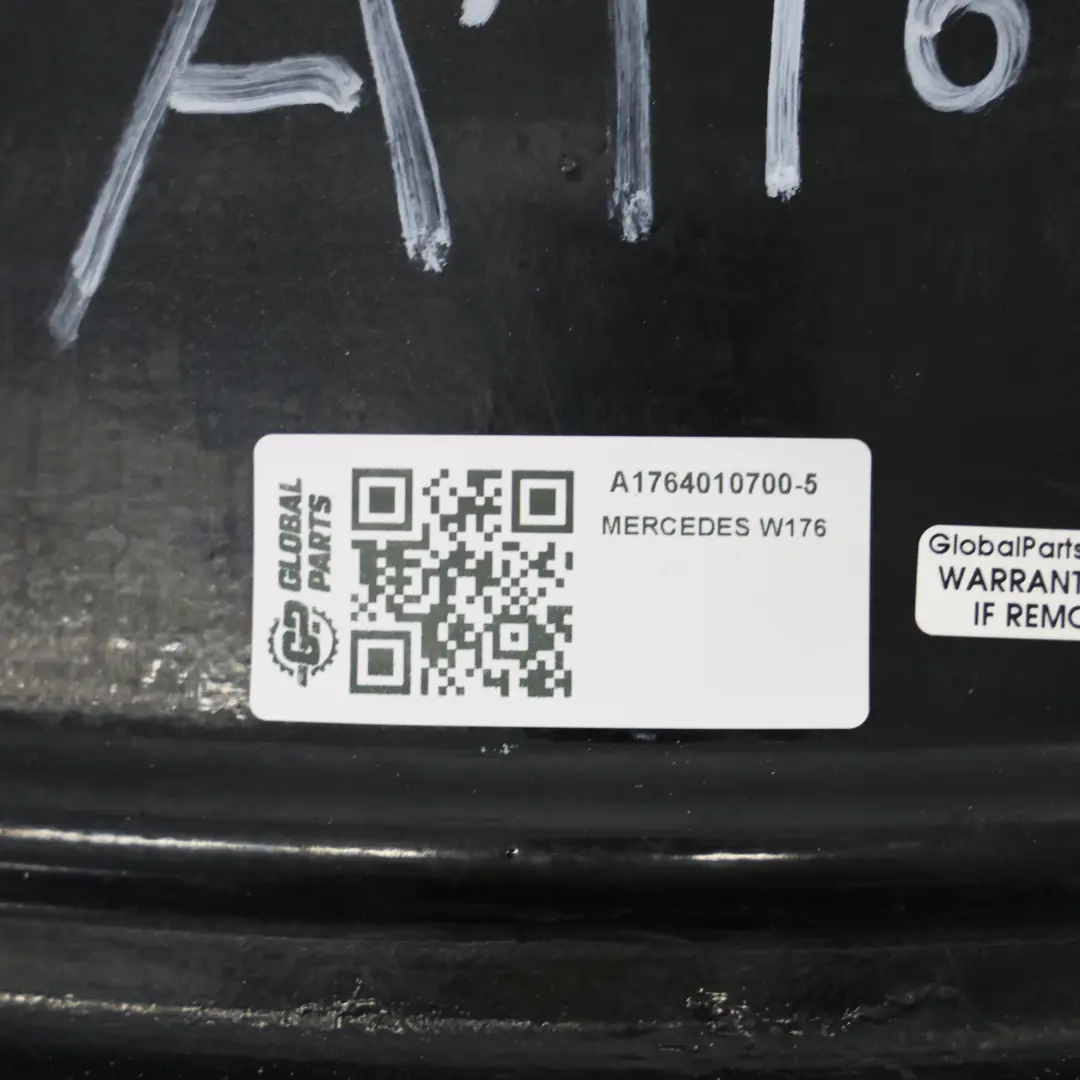 A176
GLOBAL
PARTS
A1764010700-5
MERCEDES W176
GlobalParts
WARRANT
IF REMO